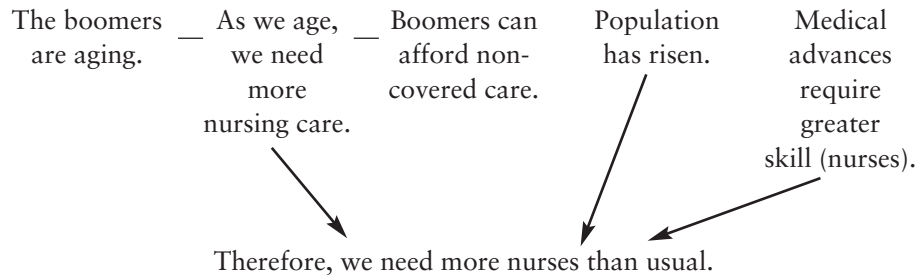 The boomers
are aging.
—
As we age,
we need
more
nursing care.
—
Boomers can
afford non-
covered care.
Population
has risen.
Medical
advances
require
greater
skill (nurses).
Therefore, we need more nurses than usual.